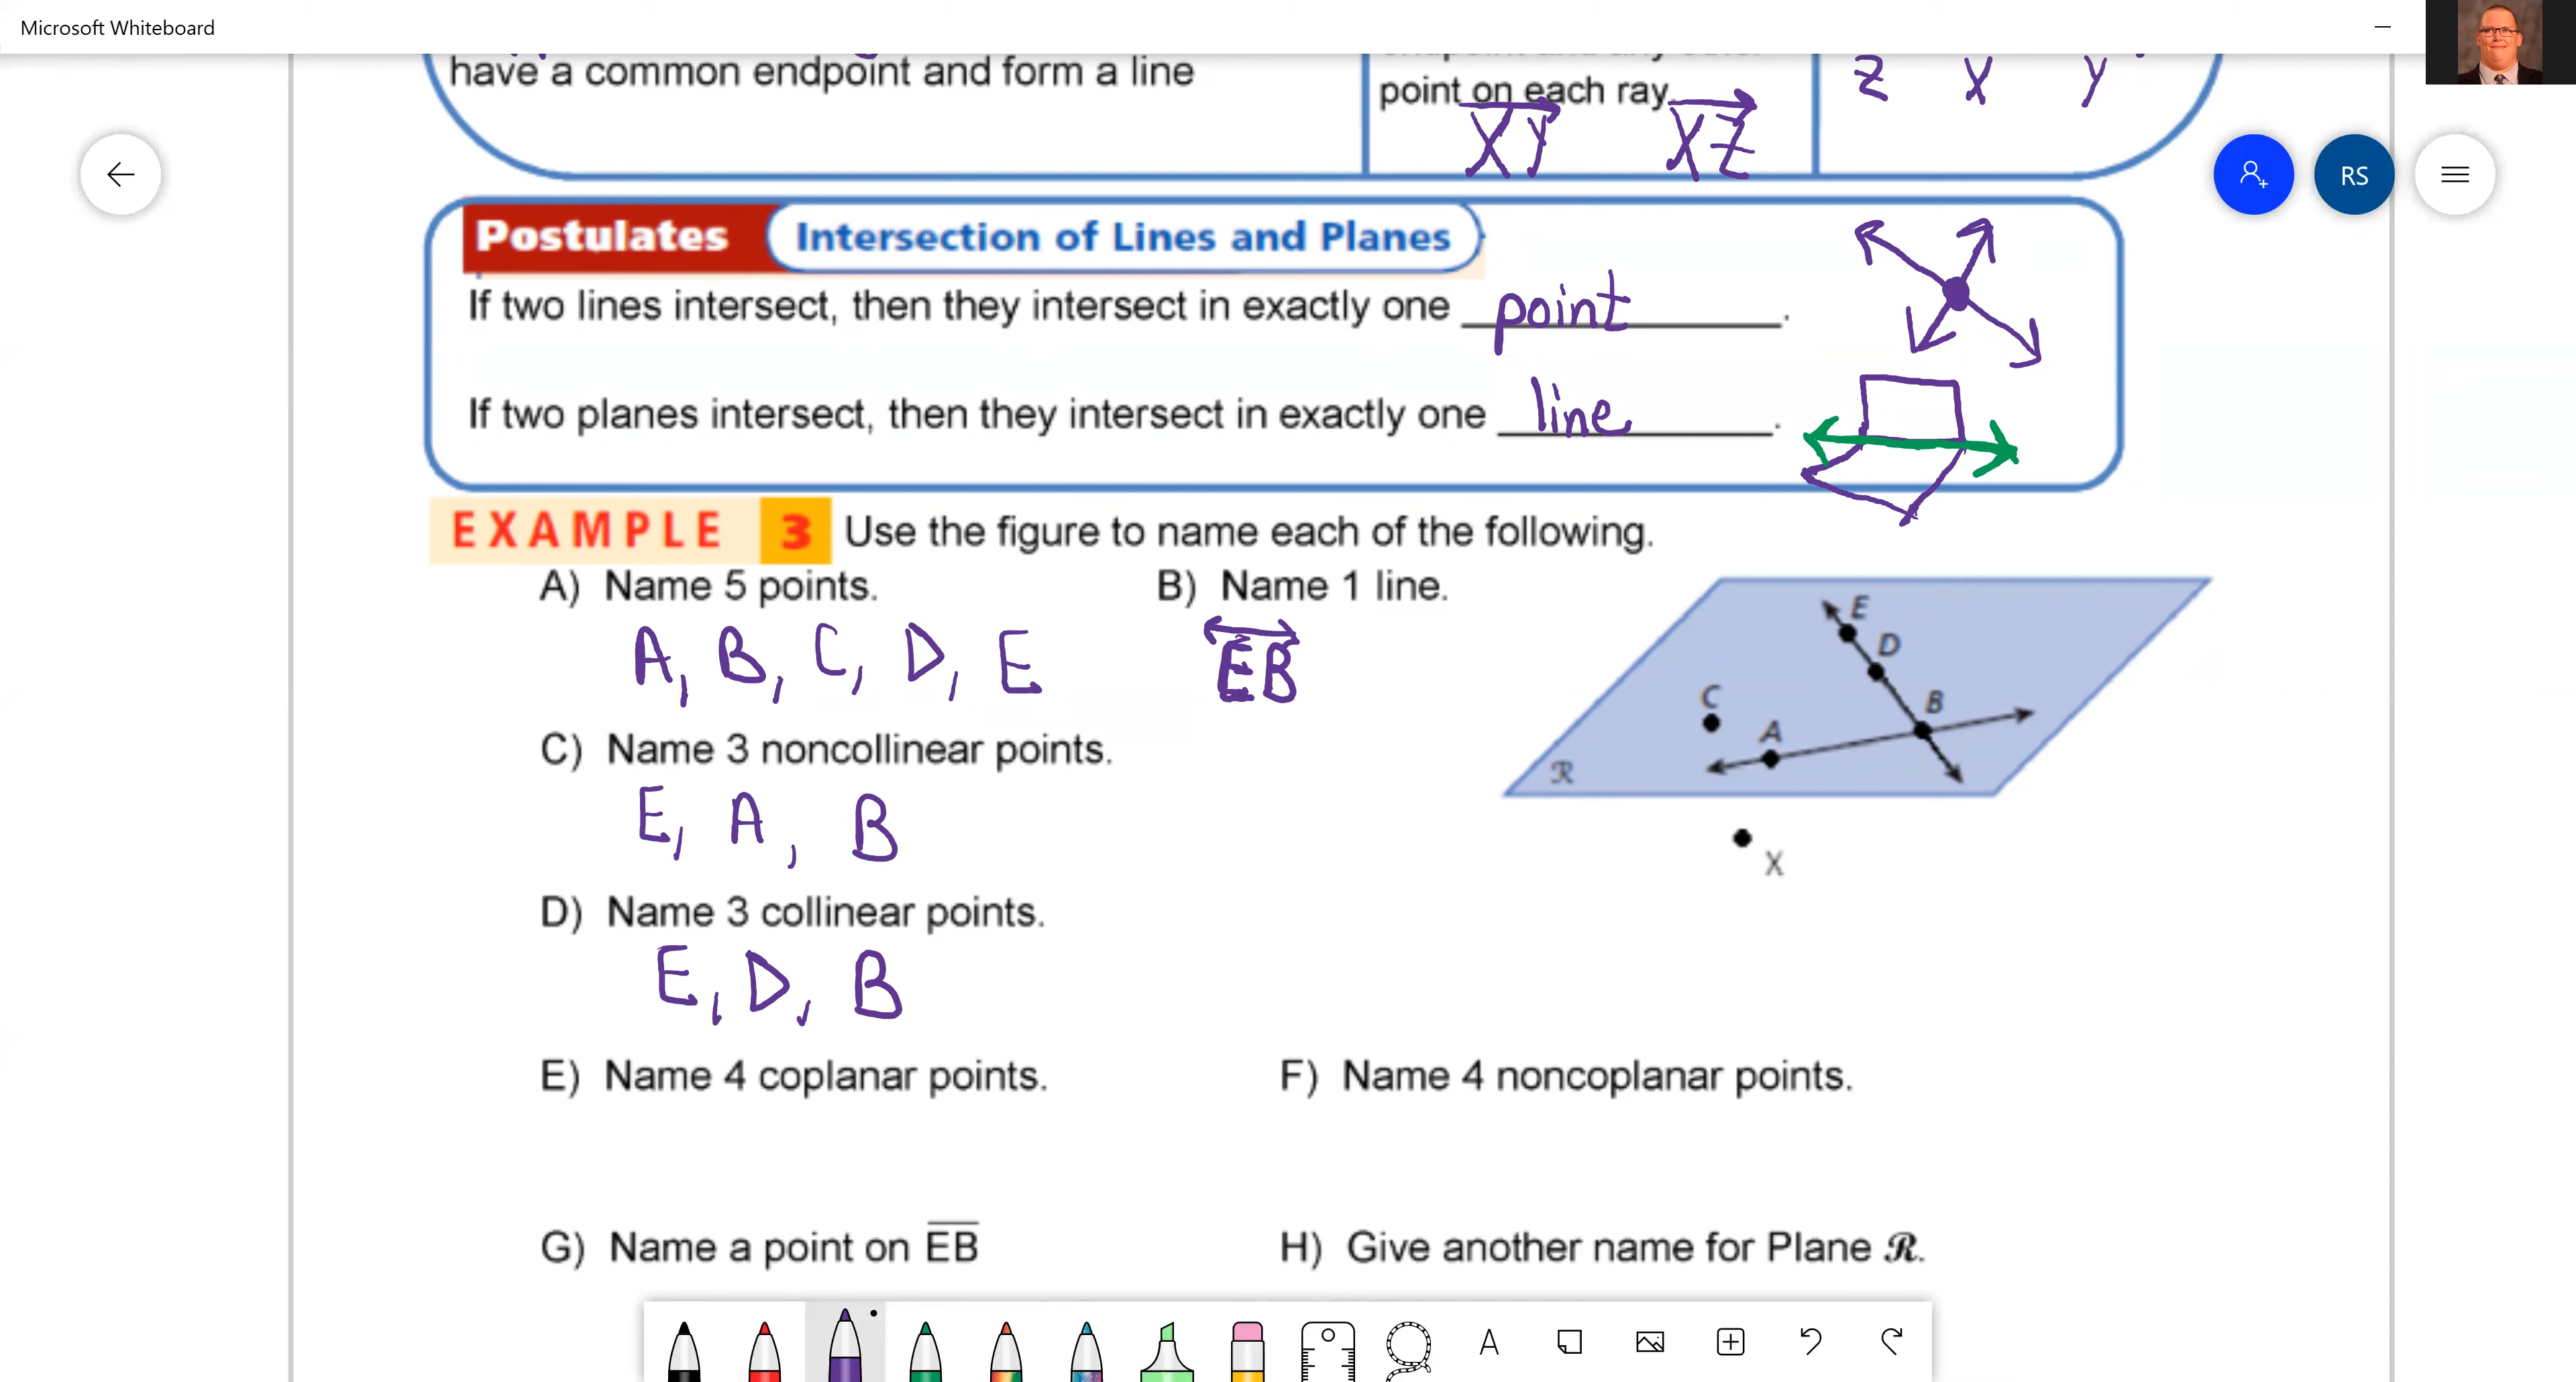 Microsoft Whiteboard
have a common endpoint and form a line
point on each ray.
XY XZ
Z X Y
RS
Postulates Intersection of Lines and Planes
If two lines intersect, then they intersect in exactly one point.
If two planes intersect, then they intersect in exactly one line.
EXAMPLE 3 Use the figure to name each of the following.
A) Name 5 points. B) Name 1 line.
A, B, C, D, E
EB
E
D
C
B
A
R
X
C) Name 3 noncollinear points.
E, A, B
D) Name 3 collinear points.
E, D, B
E) Name 4 coplanar points. F) Name 4 noncoplanar points.
G) Name a point on EB H) Give another name for Plane R.
A